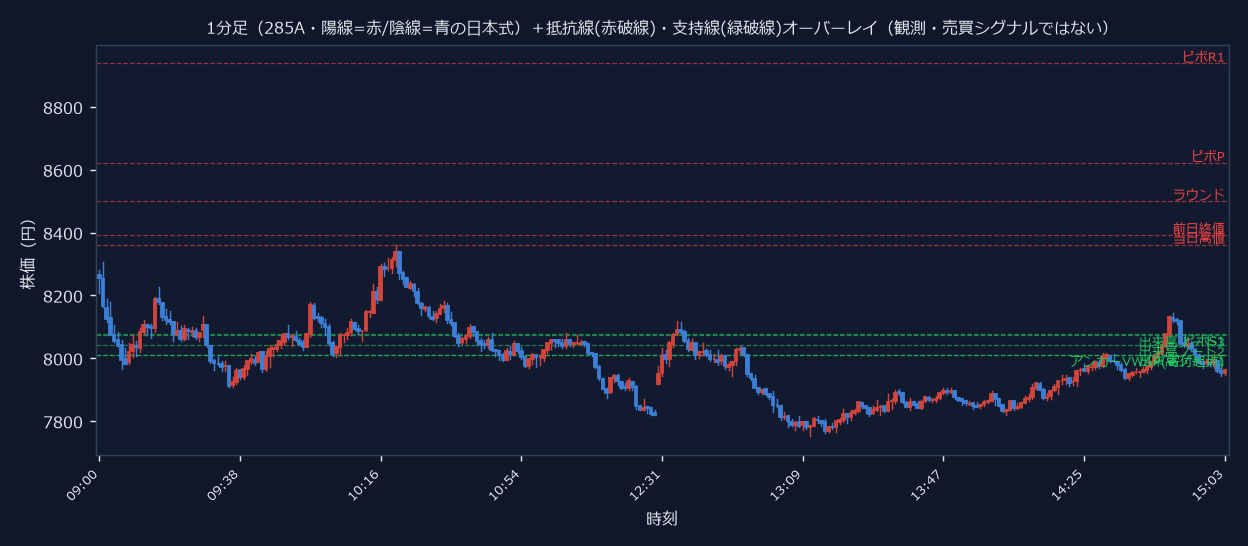 1分足（285A・陽線=赤/陰線=青の日本式）＋抵抗線(赤破線)・支持線(緑破線)オーバーレイ（観測・売買シグナルではない）
株価（円）
8800
8600
8400
8200
8000
7800
ピボR1
ピボP
ラウンド
前日終値
当日高値
09:00
09:38
10:16
10:54
12:31
13:09
13:47
14:25
15:03
時刻